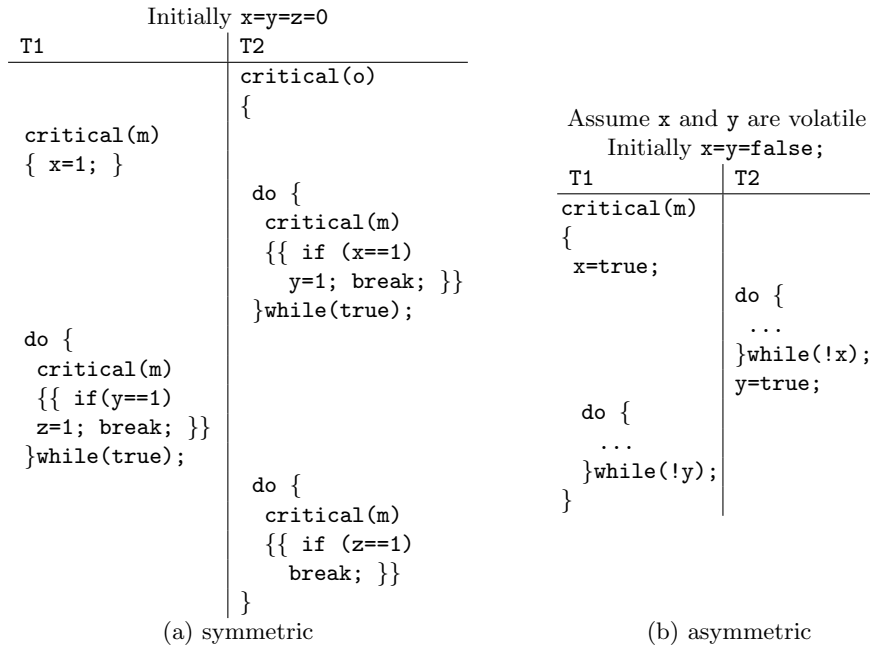 Initially x=y=z=0
T1 T2
critical(o)
{
critical(m)
{ x=1; }
do {
critical(m)
{{ if (x==1)
y=1; break; }}
}while(true);
do {
critical(m)
{{ if(y==1)
z=1; break; }}
}while(true);
do {
critical(m)
{{ if (z==1)
break; }}
}
(a) symmetric
Assume x and y are volatile
Initially x=y=false;
T1 T2
critical(m)
{
x=true;
do {
...
}while(!x);
y=true;
do {
...
}while(!y);
}
(b) asymmetric